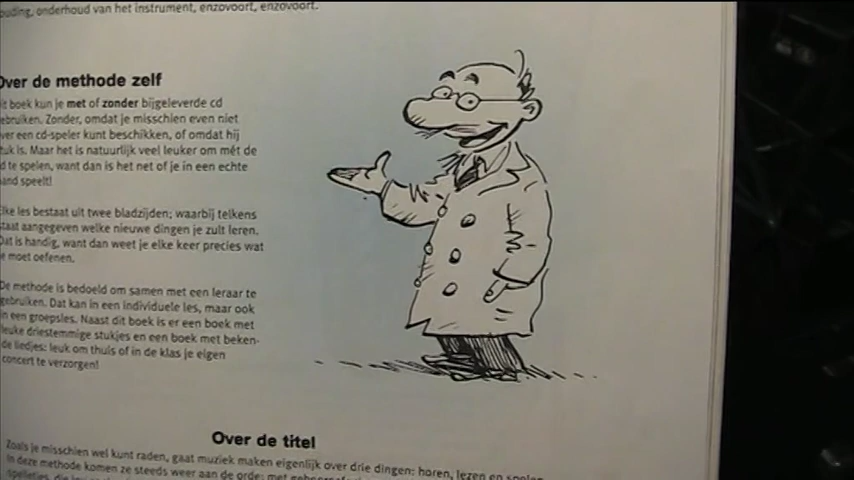 ouding, onderhoud van het instrument, enzovoort, enzovoort.
Over de methode zelf
it boek kun je met of zonder bijgeleverde cd
ebruiken. Zonder, omdat je misschien even niet
ver een cd-speler kunt beschikken, of omdat hij
tuk is. Maar het is natuurlijk veel leuker om mét de
d te spelen, want dan is het net of je in een echte
and speelt!
Elke les bestaat uit twee bladzijden; waarbij telkens
staat aangegeven welke nieuwe dingen je zult leren.
Dat is handig, want dan weet je elke keer precies wat
e moet oefenen.
De methode is bedoeld om samen met een leraar te
gebruiken. Dat kan in een individuele les, maar ook
in een groepsles. Naast dit boek is er een boek met
leuke driestemmige stukjes en een boek met beken-
de liedjes: leuk om thuis of in de klas je eigen
concert te verzorgen!
Over de titel
Zoals je misschien wel kunt raden, gaat muziek maken eigenlijk over drie dingen: horen, lezen en spelen.
In deze methode komen ze steeds weer aan de orde: met
spelletjes, die